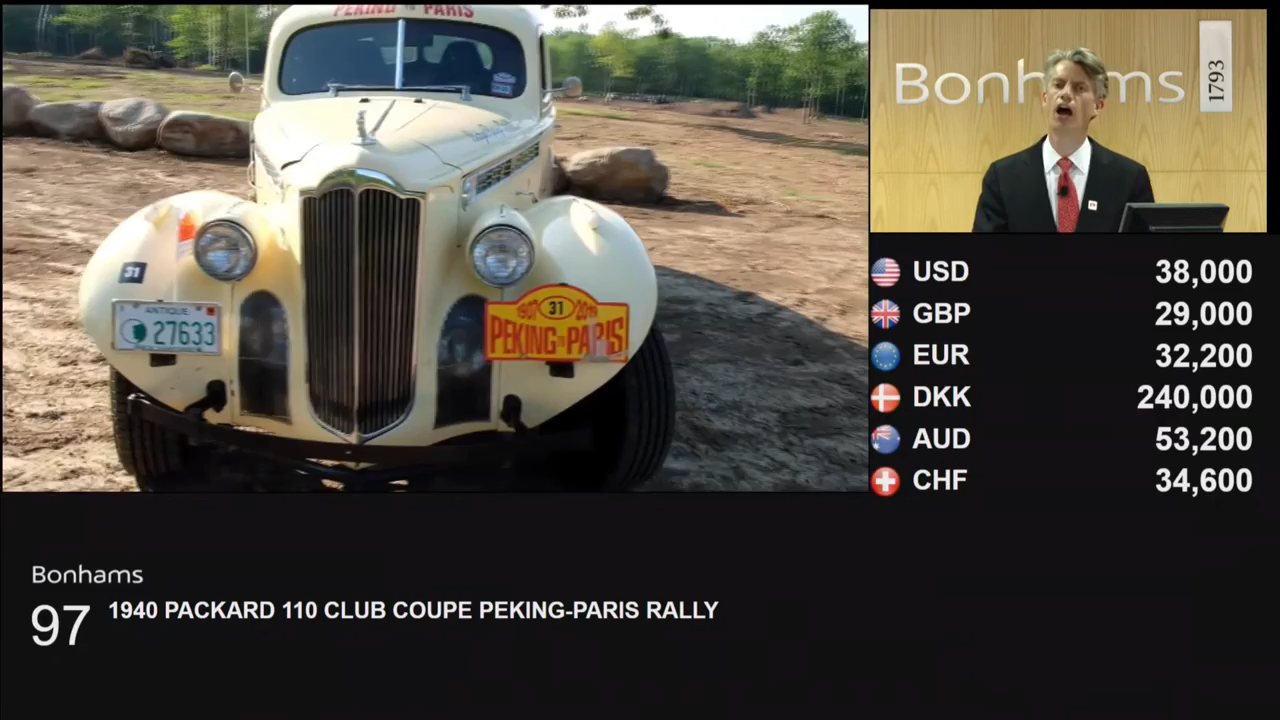 PEKING TO PARIS
31
ANTIQUE
27633
1907 31 2019
PEKING TO PARIS
Bonhams
1793
USD 38,000
GBP 29,000
EUR 32,200
DKK 240,000
AUD 53,200
CHF 34,600
Bonhams
97 1940 PACKARD 110 CLUB COUPE PEKING-PARIS RALLY